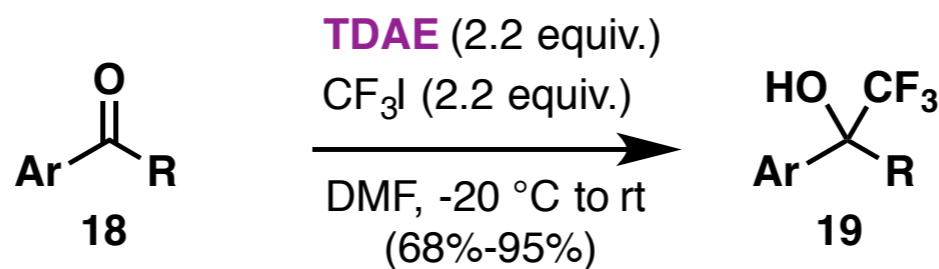 TDAE (2.2 equiv.)
CF₃I (2.2 equiv.)
DMF, -20 °C to rt
(68%-95%)
O
Ar R
18
HO CF₃
Ar R
19